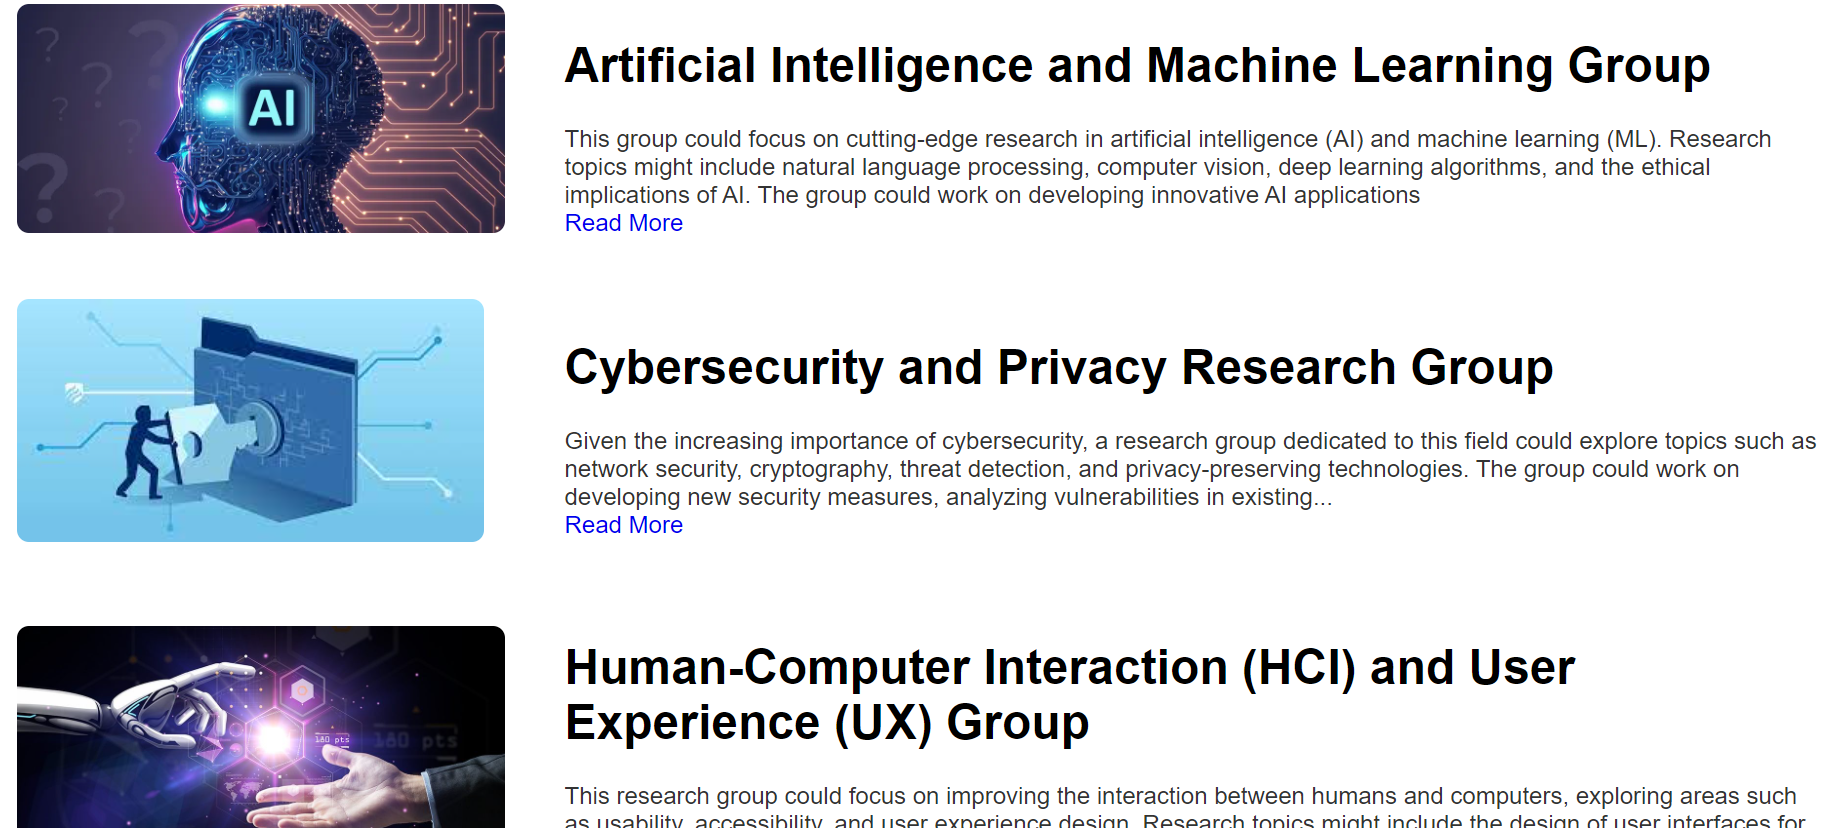 AI
Artificial Intelligence and Machine Learning Group
This group could focus on cutting-edge research in artificial intelligence (AI) and machine learning (ML). Research
topics might include natural language processing, computer vision, deep learning algorithms, and the ethical
implications of AI. The group could work on developing innovative AI applications
Read More
Cybersecurity and Privacy Research Group
Given the increasing importance of cybersecurity, a research group dedicated to this field could explore topics such as
network security, cryptography, threat detection, and privacy-preserving technologies. The group could work on
developing new security measures, analyzing vulnerabilities in existing...
Read More
180 pts
180 pts
Human-Computer Interaction (HCI) and User
Experience (UX) Group
This research group could focus on improving the interaction between humans and computers, exploring areas such
as usability, accessibility, and user experience design. Research topics might include the design of user interfaces for